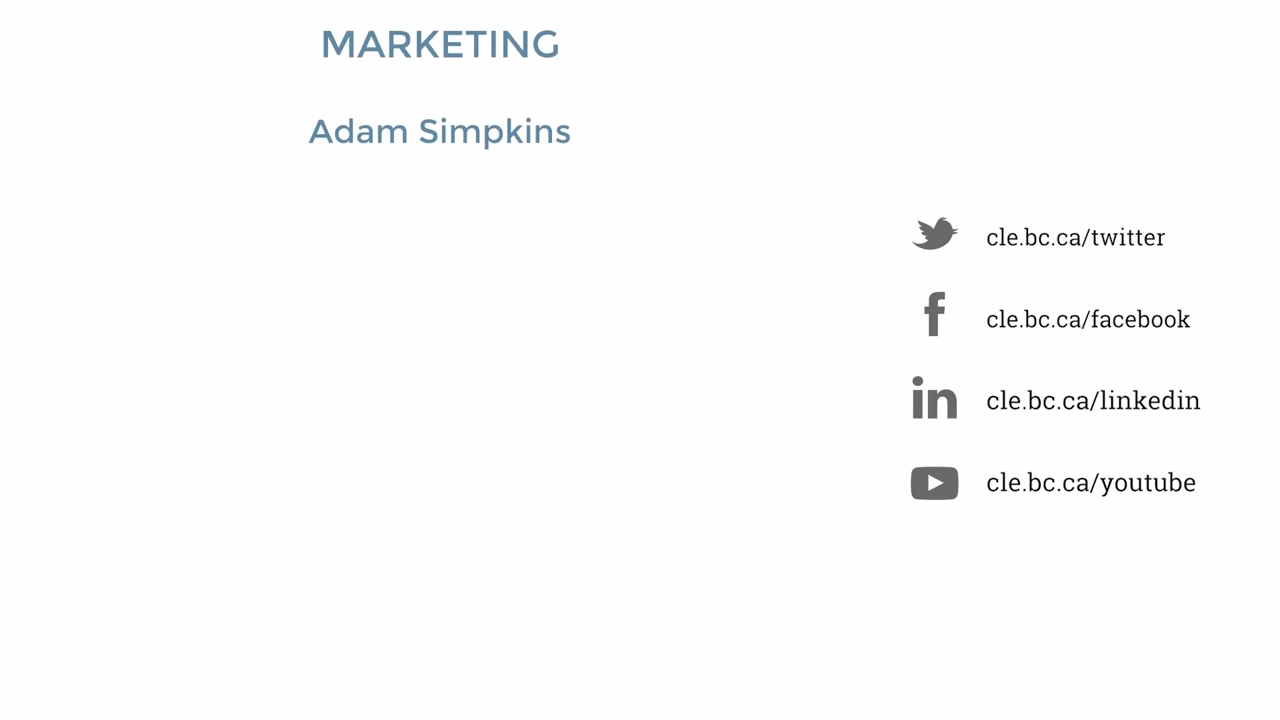 MARKETING
Adam Simpkins
cle.bc.ca/twitter
cle.bc.ca/facebook
cle.bc.ca/linkedin
cle.bc.ca/youtube